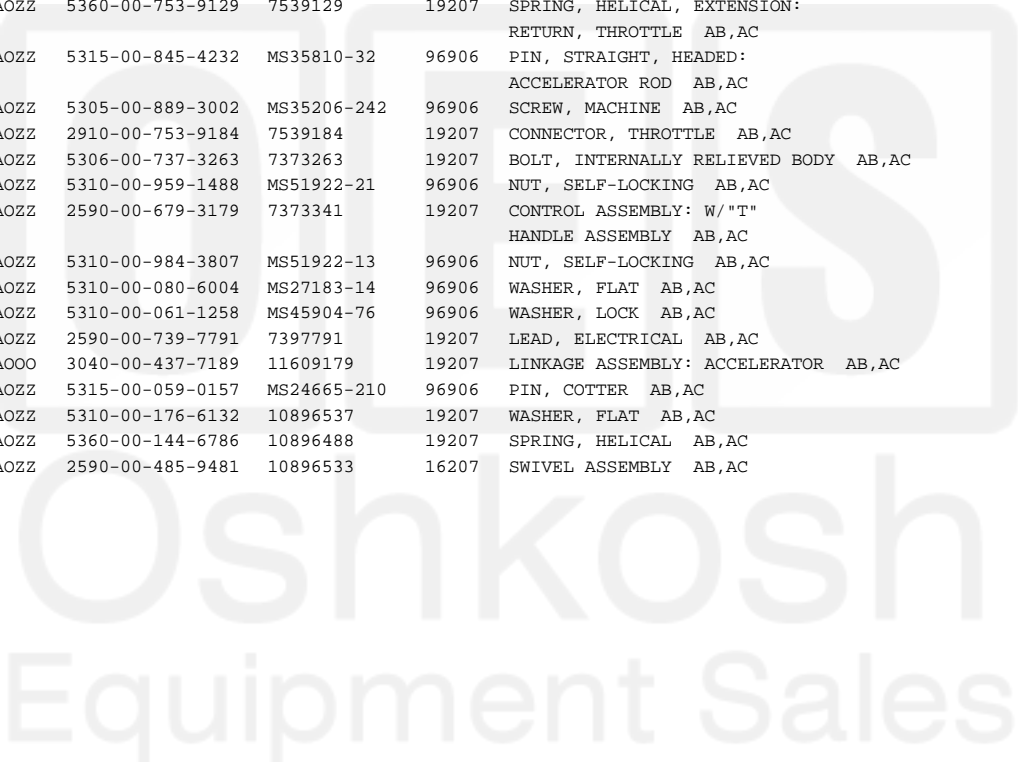 AOZZ 5360-00-753-9129 7539129 19207 SPRING, HELICAL, EXTENSION:
RETURN, THROTTLE AB,AC
AOZZ 5315-00-845-4232 MS35810-32 96906 PIN, STRAIGHT, HEADED:
ACCELERATOR ROD AB,AC
AOZZ 5305-00-889-3002 MS35206-242 96906 SCREW, MACHINE AB,AC
AOZZ 2910-00-753-9184 7539184 19207 CONNECTOR, THROTTLE AB,AC
AOZZ 5306-00-737-3263 7373263 19207 BOLT, INTERNALLY RELIEVED BODY AB,AC
AOZZ 5310-00-959-1488 MS51922-21 96906 NUT, SELF-LOCKING AB,AC
AOZZ 2590-00-679-3179 7373341 19207 CONTROL ASSEMBLY: W/"T"
HANDLE ASSEMBLY AB,AC
AOZZ 5310-00-984-3807 MS51922-13 96906 NUT, SELF-LOCKING AB,AC
AOZZ 5310-00-080-6004 MS27183-14 96906 WASHER, FLAT AB,AC
AOZZ 5310-00-061-1258 MS45904-76 96906 WASHER, LOCK AB,AC
AOZZ 2590-00-739-7791 7397791 19207 LEAD, ELECTRICAL AB,AC
AOOO 3040-00-437-7189 11609179 19207 LINKAGE ASSEMBLY: ACCELERATOR AB,AC
AOZZ 5315-00-059-0157 MS24665-210 96906 PIN, COTTER AB,AC
AOZZ 5310-00-176-6132 10896537 19207 WASHER, FLAT AB,AC
AOZZ 5360-00-144-6786 10896488 19207 SPRING, HELICAL AB,AC
AOZZ 2590-00-485-9481 10896533 16207 SWIVEL ASSEMBLY AB,AC
OES
Oshkosh
Equipment Sales